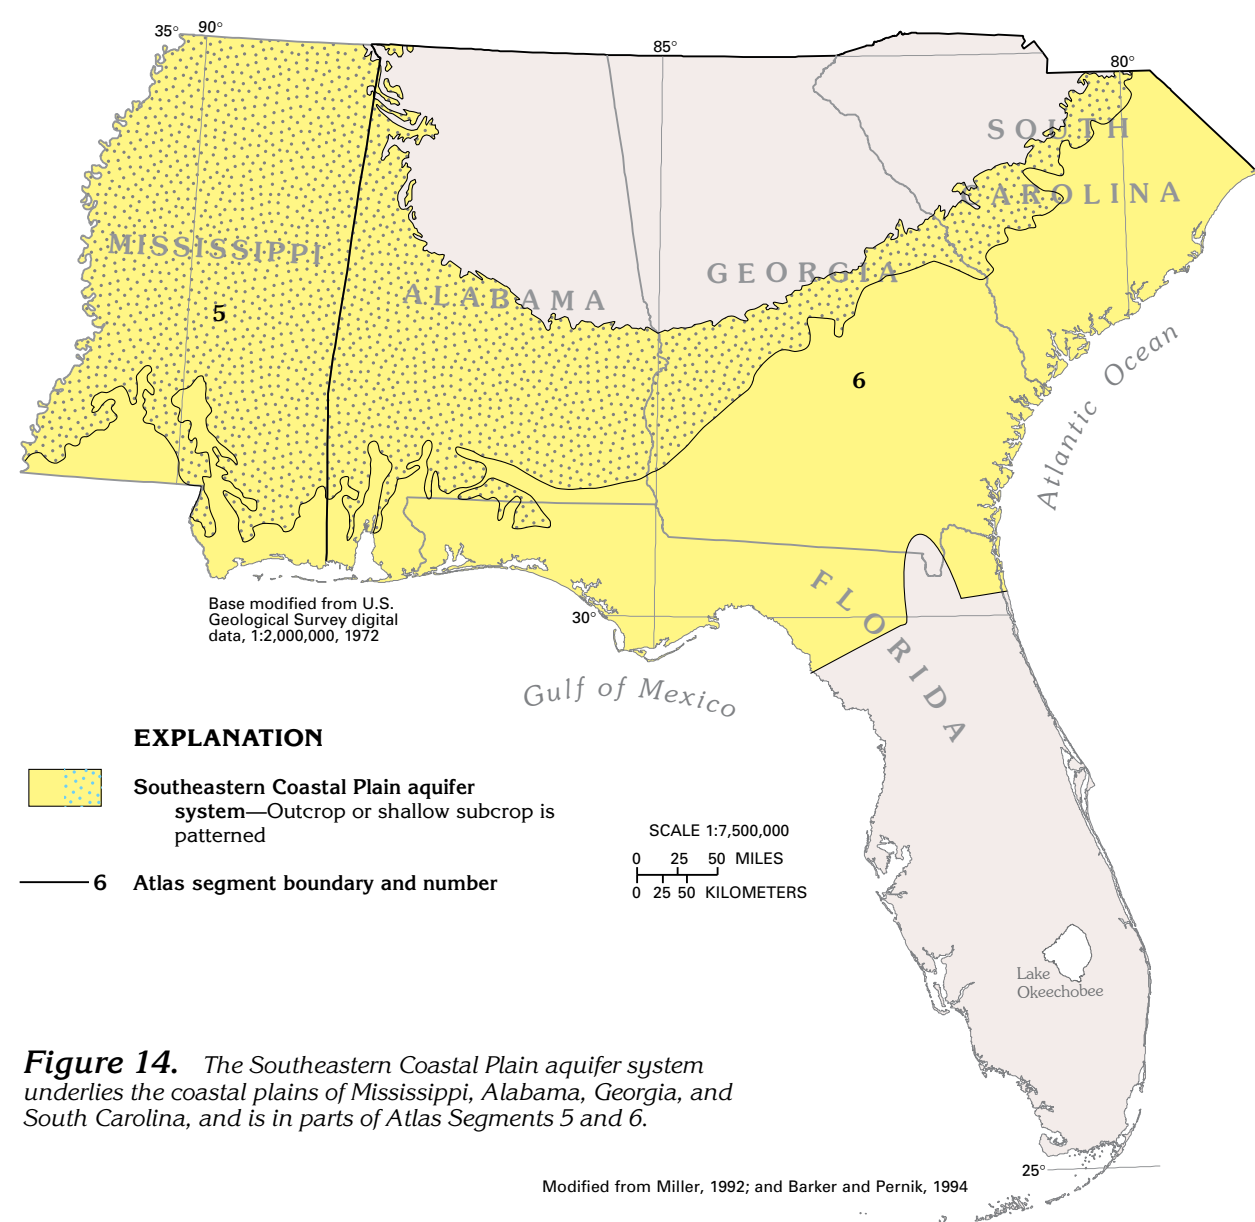 35° 90°
85°
80°
SOUTH
CAROLINA
MISSISSIPPI
GEORGIA
ALABAMA
5
6
Atlantic Ocean
Base modified from U.S.
Geological Survey digital
data, 1:2,000,000, 1972
30°
FLORIDA
Gulf of Mexico
EXPLANATION
Southeastern Coastal Plain aquifer
system—Outcrop or shallow subcrop is
patterned
6 Atlas segment boundary and number
SCALE 1:7,500,000
0 25 50 MILES
0 25 50 KILOMETERS
Lake
Okeechobee
Figure 14. The Southeastern Coastal Plain aquifer system
underlies the coastal plains of Mississippi, Alabama, Georgia, and
South Carolina, and is in parts of Atlas Segments 5 and 6.
25°
Modified from Miller, 1992; and Barker and Pernik, 1994